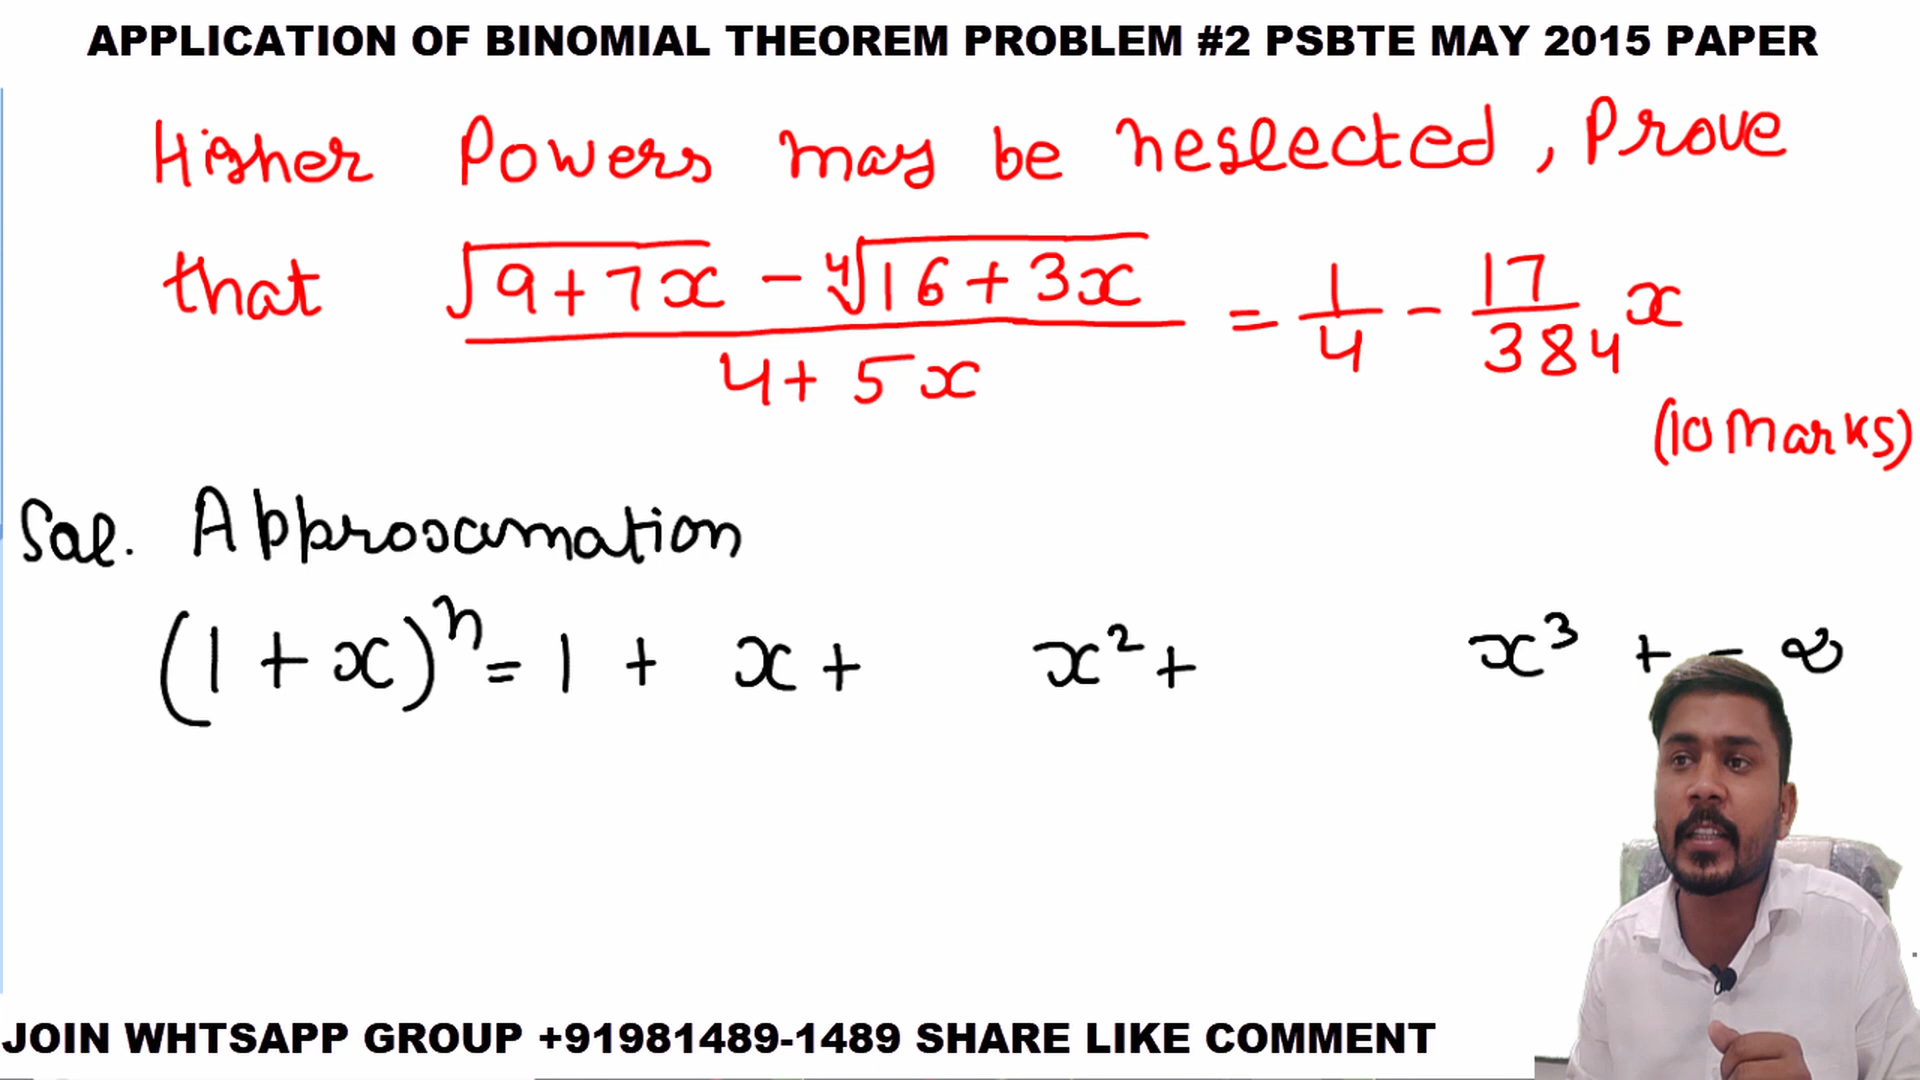 APPLICATION OF BINOMIAL THEOREM PROBLEM #2 PSBTE MAY 2015 PAPER
Higher Powers may be neglected, Prove
that √(9+7x) - ∜(16+3x) / 4+5x = 1/4 - 17/384 x
(10 Marks)
Sol. Approximation
(1+x)ⁿ = 1 + x + x² + x³ + - ∞
JOIN WHTSAPP GROUP +91981489-1489 SHARE LIKE COMMENT